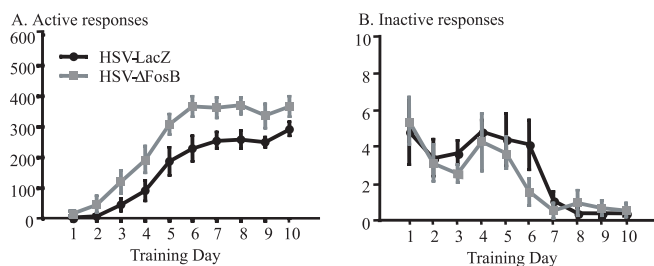 A. Active responses
600
500
400
300
200
100
0
HSV-LacZ
HSV-ΔFosB
1 2 3 4 5 6 7 8 9 10
Training Day
B. Inactive responses
10
8
6
4
2
0
1 2 3 4 5 6 7 8 9 10
Training Day